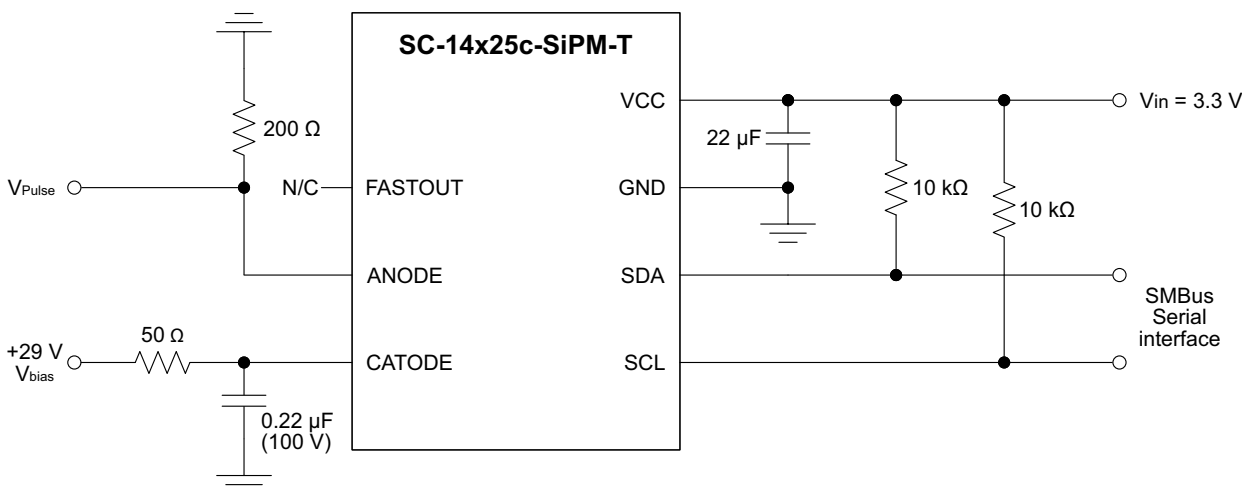 SC-14x25c-SiPM-T
VCC
Vin = 3.3 V
200 Ω
22 µF
VPulse
N/C
FASTOUT
GND
10 kΩ
10 kΩ
ANODE
SDA
SMBus
Serial
interface
50 Ω
+29 V
Vbias
CATODE
SCL
0.22 µF
(100 V)